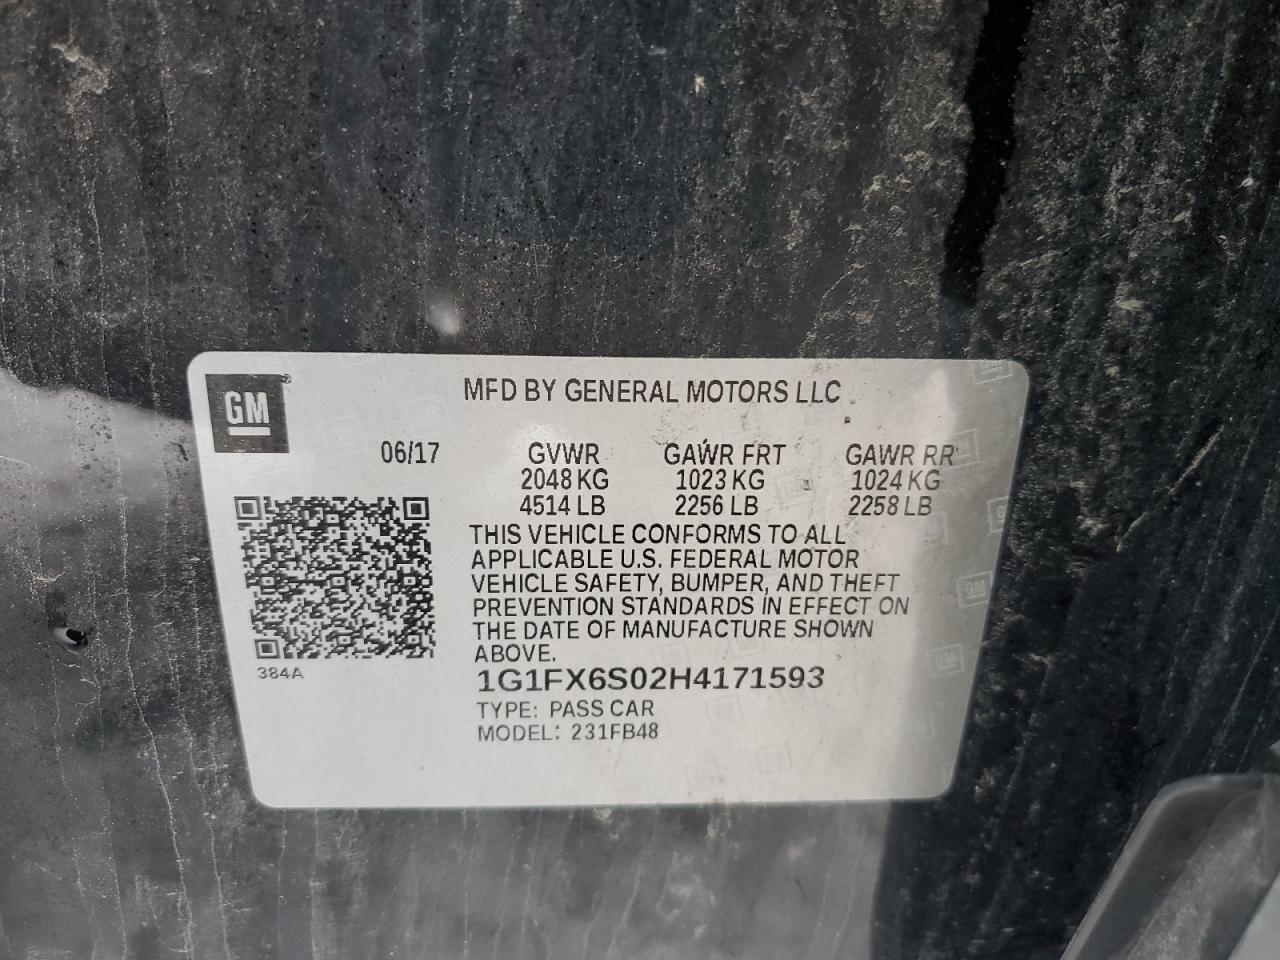 GM
MFD BY GENERAL MOTORS LLC
06/17 GVWR GAWR FRT GAWR RR
2048 KG 1023 KG 1024 KG
4514 LB 2256 LB 2258 LB
THIS VEHICLE CONFORMS TO ALL
APPLICABLE U.S. FEDERAL MOTOR
VEHICLE SAFETY, BUMPER, AND THEFT
PREVENTION STANDARDS IN EFFECT ON
THE DATE OF MANUFACTURE SHOWN
ABOVE.
384A
1G1FX6S02H4171593
TYPE: PASS CAR
MODEL: 231FB48